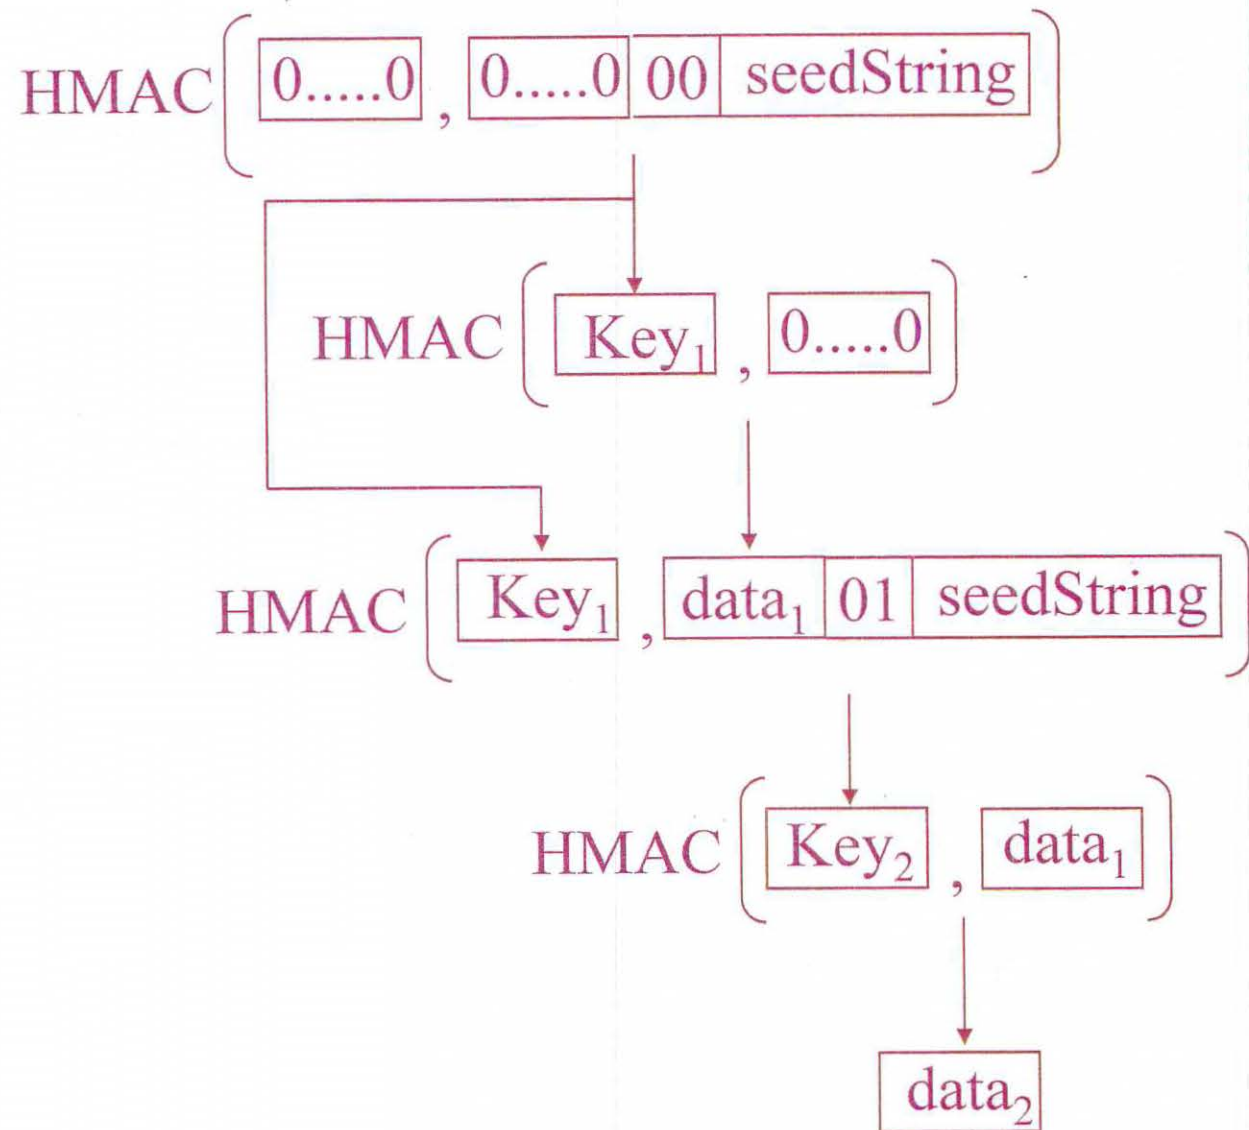 HMAC ( 0.....0 , 0.....0 00 seedString )
HMAC ( Key₁ , 0.....0 )
HMAC ( Key₁ , data₁ 01 seedString )
HMAC ( Key₂ , data₁ )
data₂